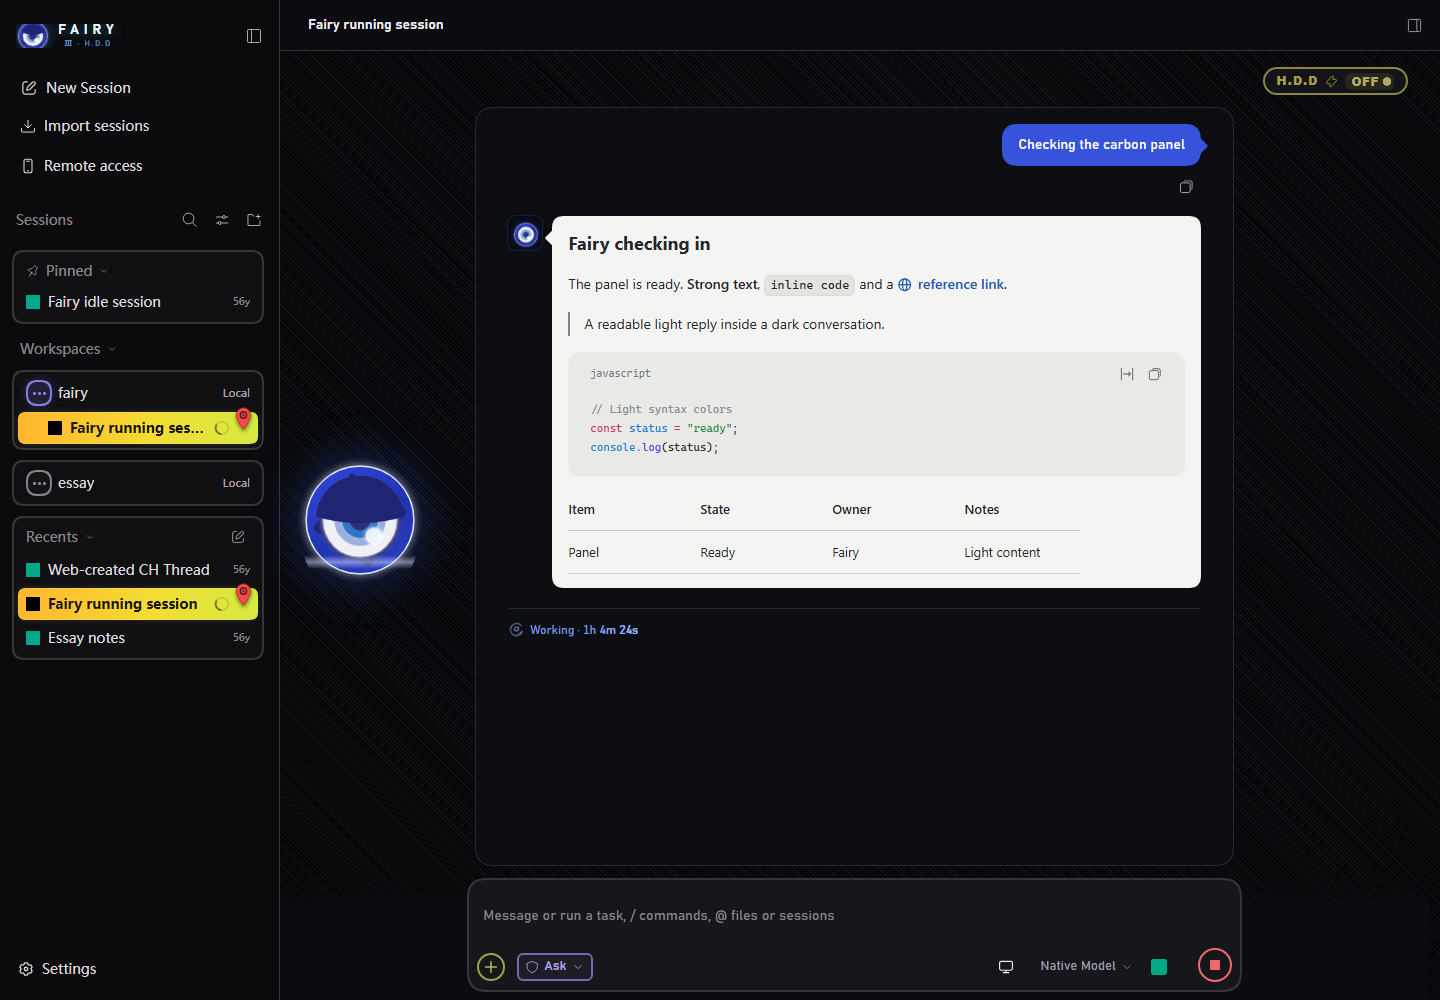 FAIRY
III · H.D.D
New Session
Import sessions
Remote access
Sessions
Pinned
Fairy idle session 56y
Workspaces
fairy Local
Fairy running ses...
essay Local
Recents
Web-created CH Thread 56y
Fairy running session
Essay notes 56y
Settings
Fairy running session
H.D.D OFF
Checking the carbon panel
Fairy checking in
The panel is ready. Strong text, inline code and a reference link.
A readable light reply inside a dark conversation.
javascript
// Light syntax colors
const status = "ready";
console.log(status);
Item State Owner Notes
Panel Ready Fairy Light content
Working · 1h 4m 24s
Message or run a task, / commands, @ files or sessions
Ask
Native Model